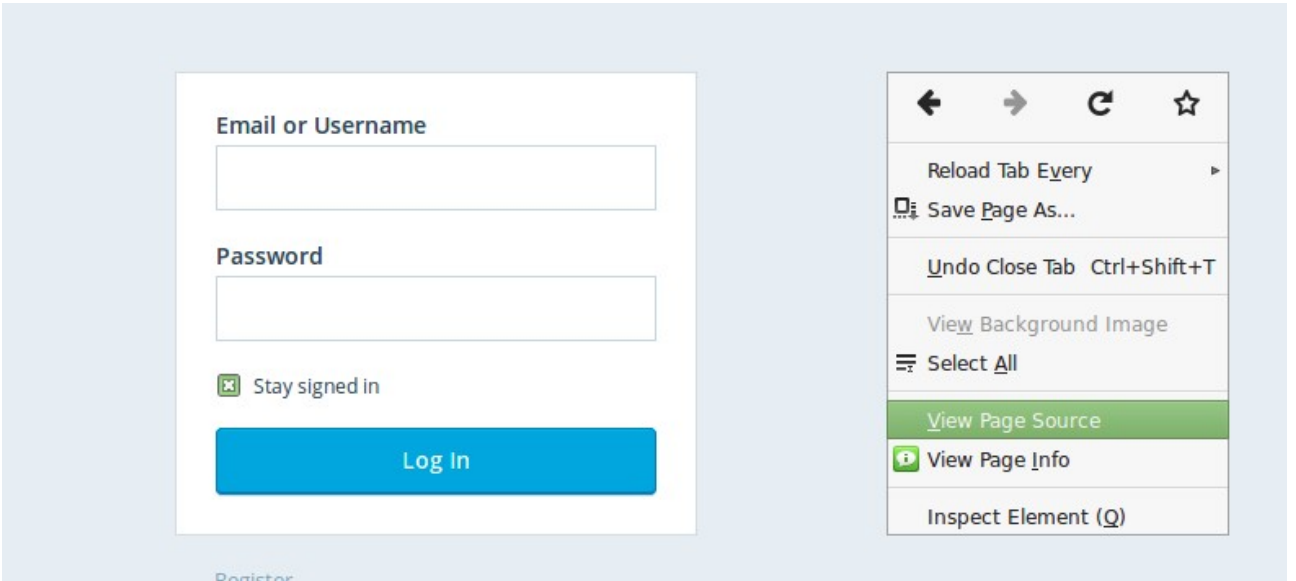 Email or Username
Password
Stay signed in
Log In
Register
Reload Tab Every
Save Page As...
Undo Close Tab Ctrl+Shift+T
View Background Image
Select All
View Page Source
View Page Info
Inspect Element (Q)